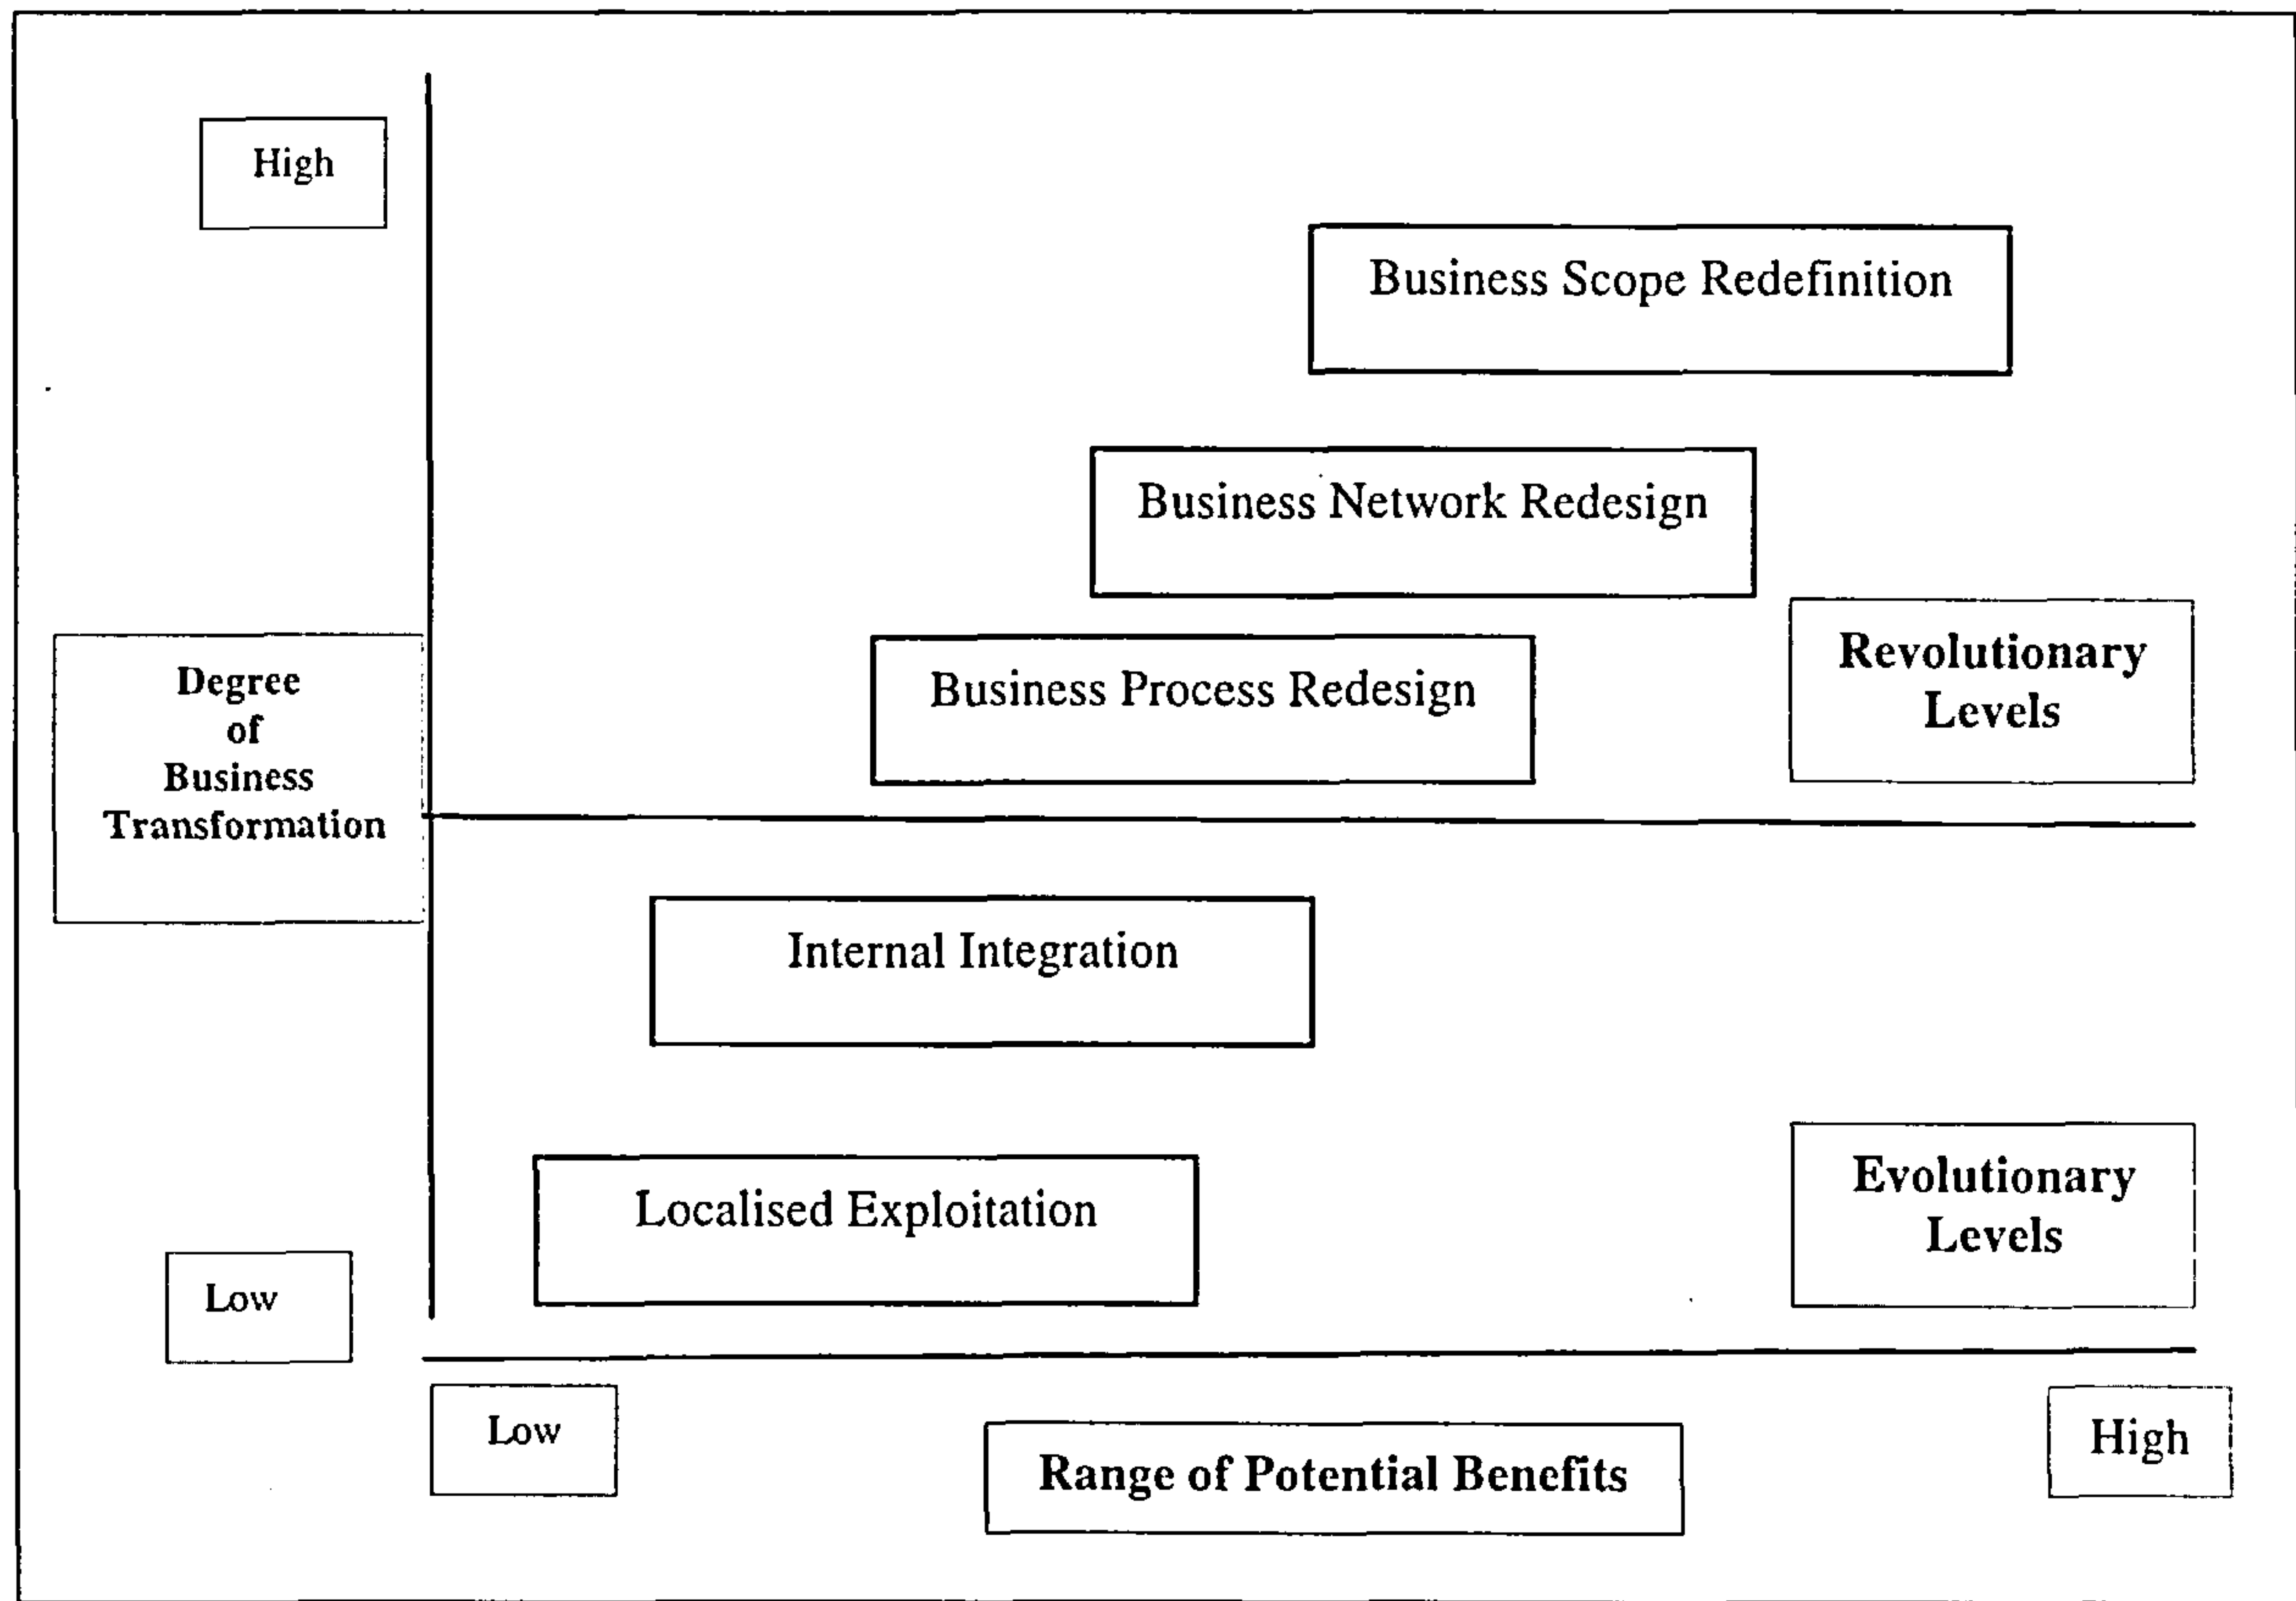 High
Business Scope Redefinition
Business Network Redesign
Revolutionary
Levels
Business Process Redesign
Degree
of
Business
Transformation
Internal Integration
Evolutionary
Levels
Localised Exploitation
Low
Low
Range of Potential Benefits
High